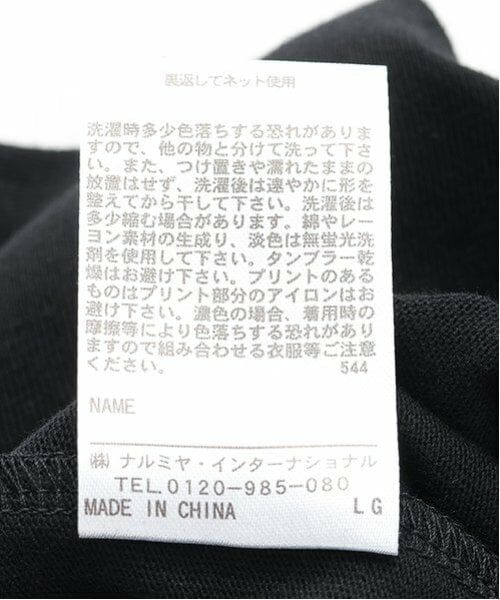 裏返してネット使用
洗濯時多少色落ちする恐れがありま
すので、他の物と分けて洗って下さ
い。また、つけ置きや濡れたままの
放置はせず、洗濯後は速やかに形を
整えてから干して下さい。洗濯後は
多少縮む場合があります。綿やレー
ヨン素材の生成り、淡色は無蛍光洗
剤を使用して下さい。タンブラー乾
燥はお避け下さい。プリントのある
ものはプリント部分のアイロンはお
避け下さい。濃色の場合、着用時の
摩擦等により色落ちする恐れがあり
ますので組み合わせる衣服等ご注意
ください。 544
NAME
㈱ ナルミヤ・インターナショナル
TEL.0120-985-080
MADE IN CHINA LG